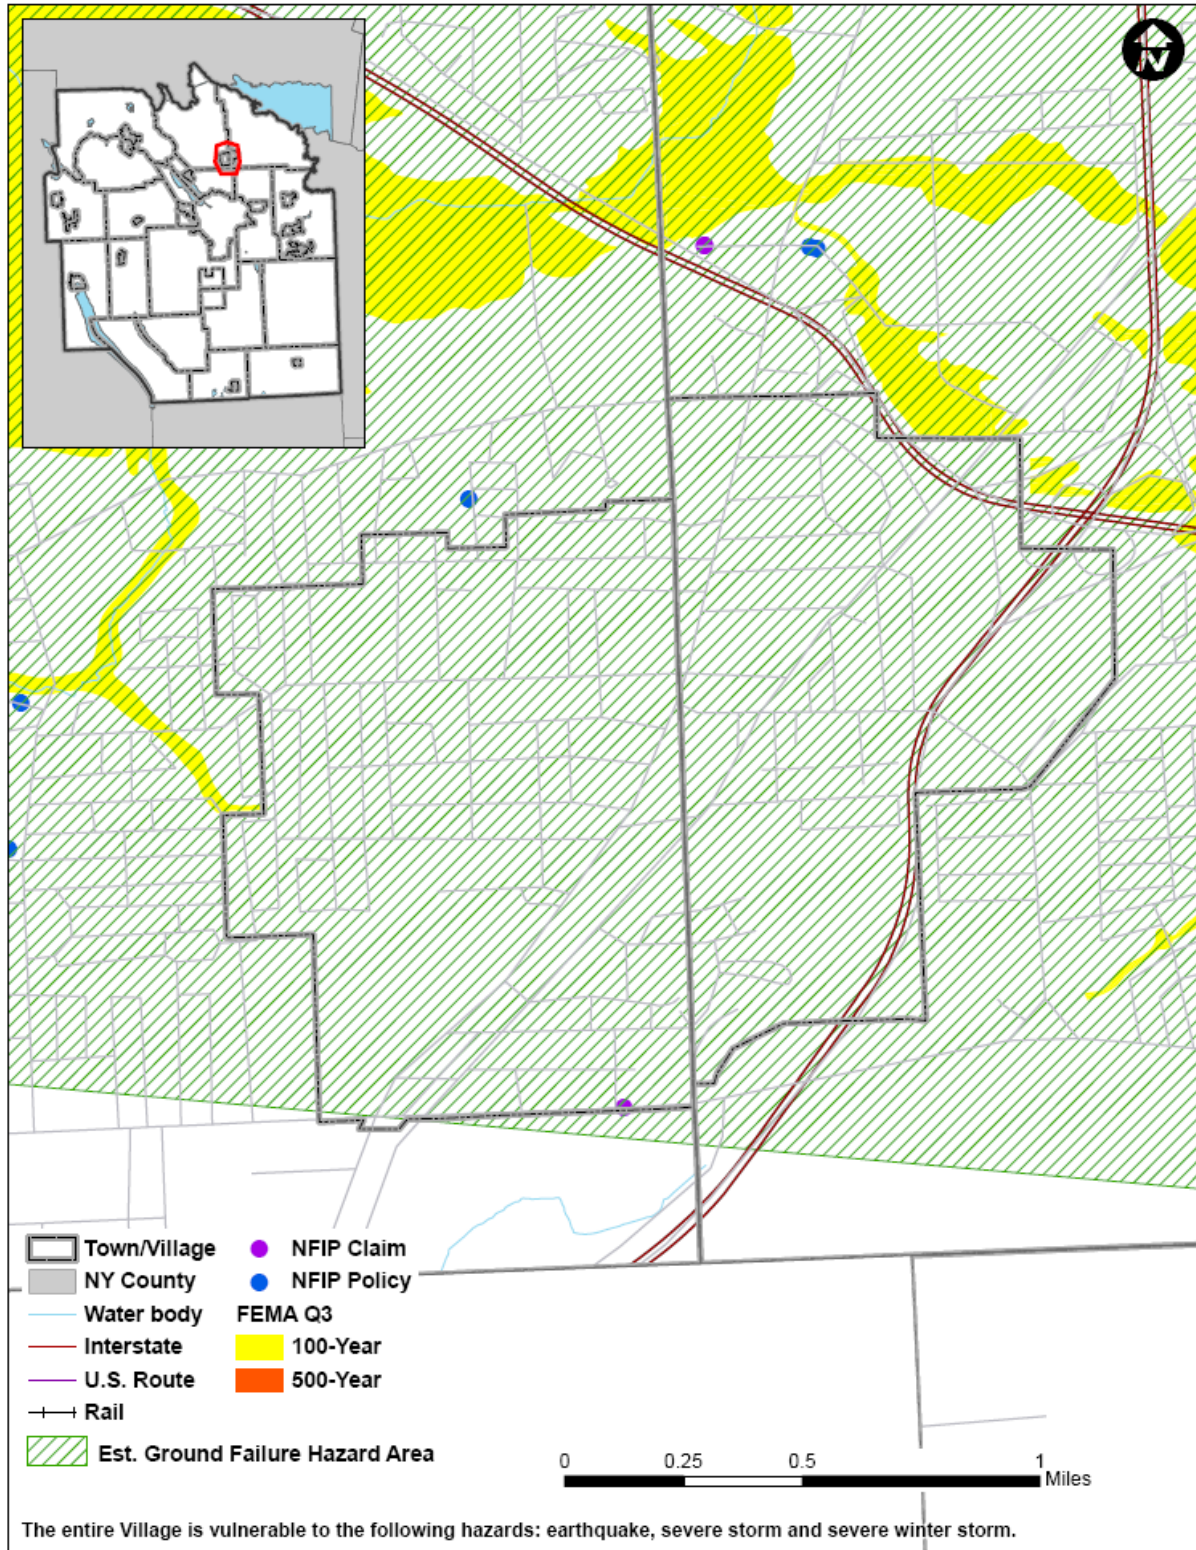 N
Town/Village
NFIP Claim
NY County
NFIP Policy
Water body
FEMA Q3
Interstate
100-Year
U.S. Route
500-Year
Rail
Est. Ground Failure Hazard Area
0 0.25 0.5 1
Miles
The entire Village is vulnerable to the following hazards: earthquake, severe storm and severe winter storm.